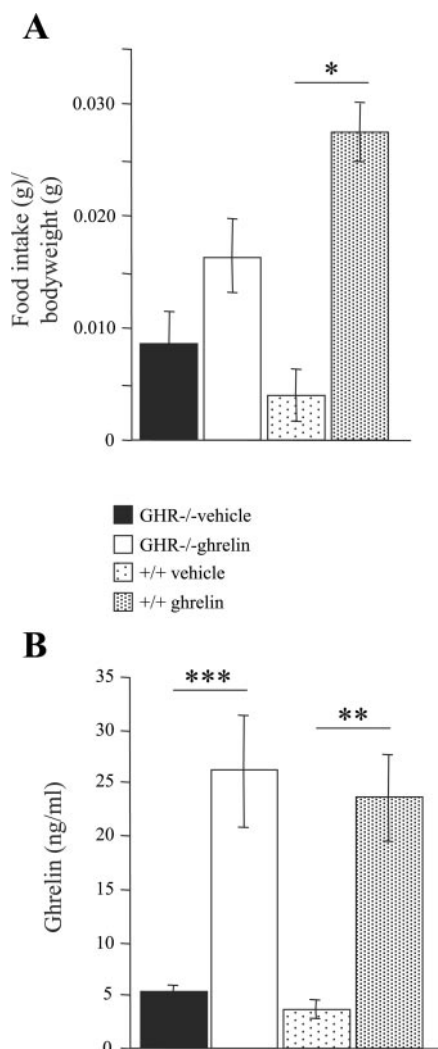 A
*
0.030
0.020
0.010
0
Food intake (g)/
bodyweight (g)
GHR-/-vehicle
GHR-/-ghrelin
+/+ vehicle
+/+ ghrelin
B
***
**
35
30
25
20
15
10
5
0
Ghrelin (ng/ml)